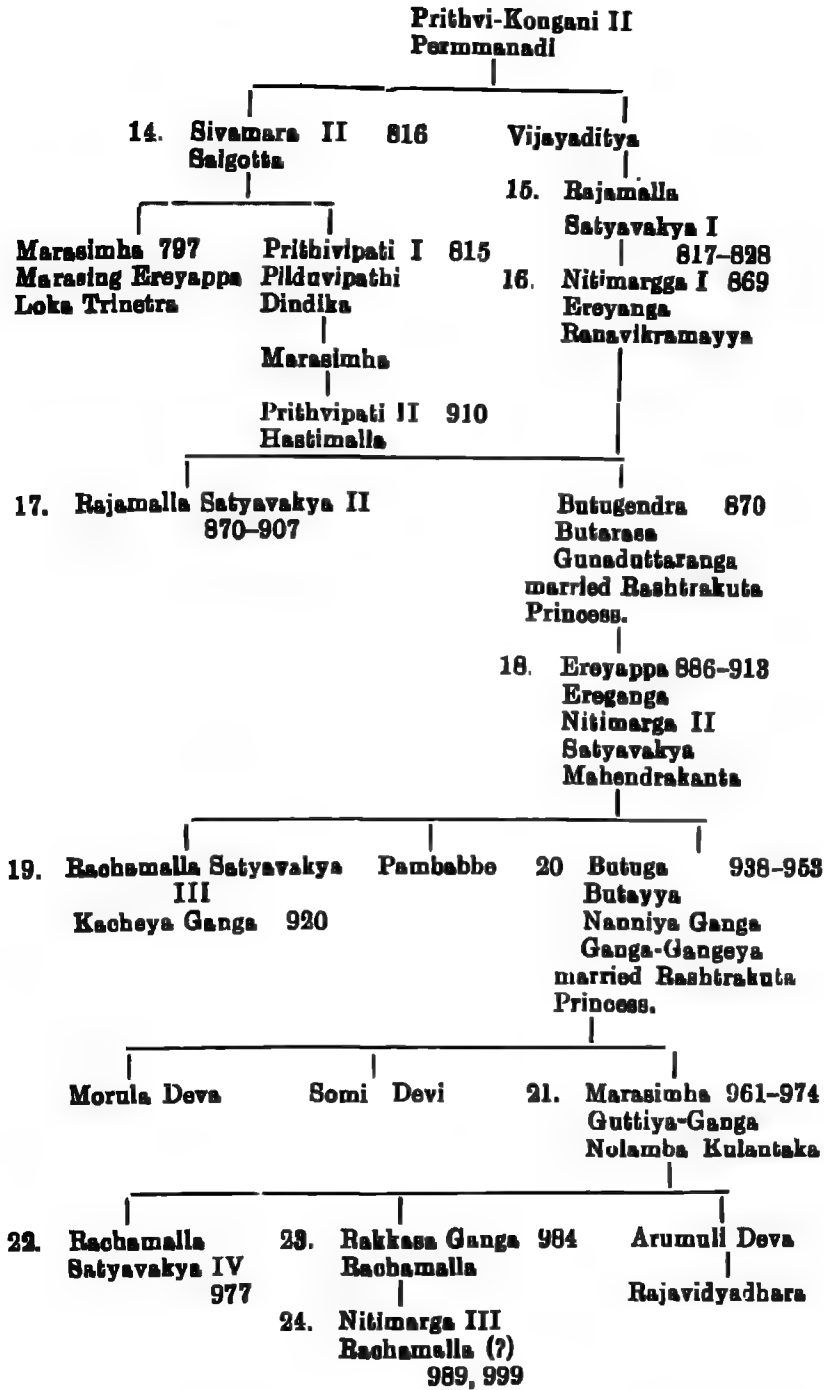 Prithvi-Kongani II
Permmanadi
14. Sivamara II 816
Saigotta
Vijayaditya
15. Rajamalla
Satyavakya I
817–828
Marasimha 797
Marasing Ereyappa
Loka Trinetra
Prithivipati I 815
Pilduvipathi
Dindika
16. Nitimargga I 869
Ereyanga
Ranavikramayya
Marasimha
Prithvipati II 910
Hastimalla
17. Rajamalla Satyavakya II
870–907
Butugendra 870
Butarasa
Gunaduttaranga
married Rashtrakuta
Princess.
18. Ereyappa 886–913
Ereganga
Nitimarga II
Satyavakya
Mahendrakanta
19. Rachamalla Satyavakya
III
Kacheya Ganga 920
Pambabbe
20 Butuga 938–953
Butayya
Nanniya Ganga
Ganga-Gangeya
married Rashtrakuta
Princess.
Morula Deva
Somi Devi
21. Marasimha 961–974
Guttiya-Ganga
Nolamba Kulantaka
22. Rachamalla
Satyavakya IV
977
23. Rakkasa Ganga 984
Rachamalla
Arumuli Deva
Rajavidyadhara
24. Nitimarga III
Rachamalla (?)
989, 999